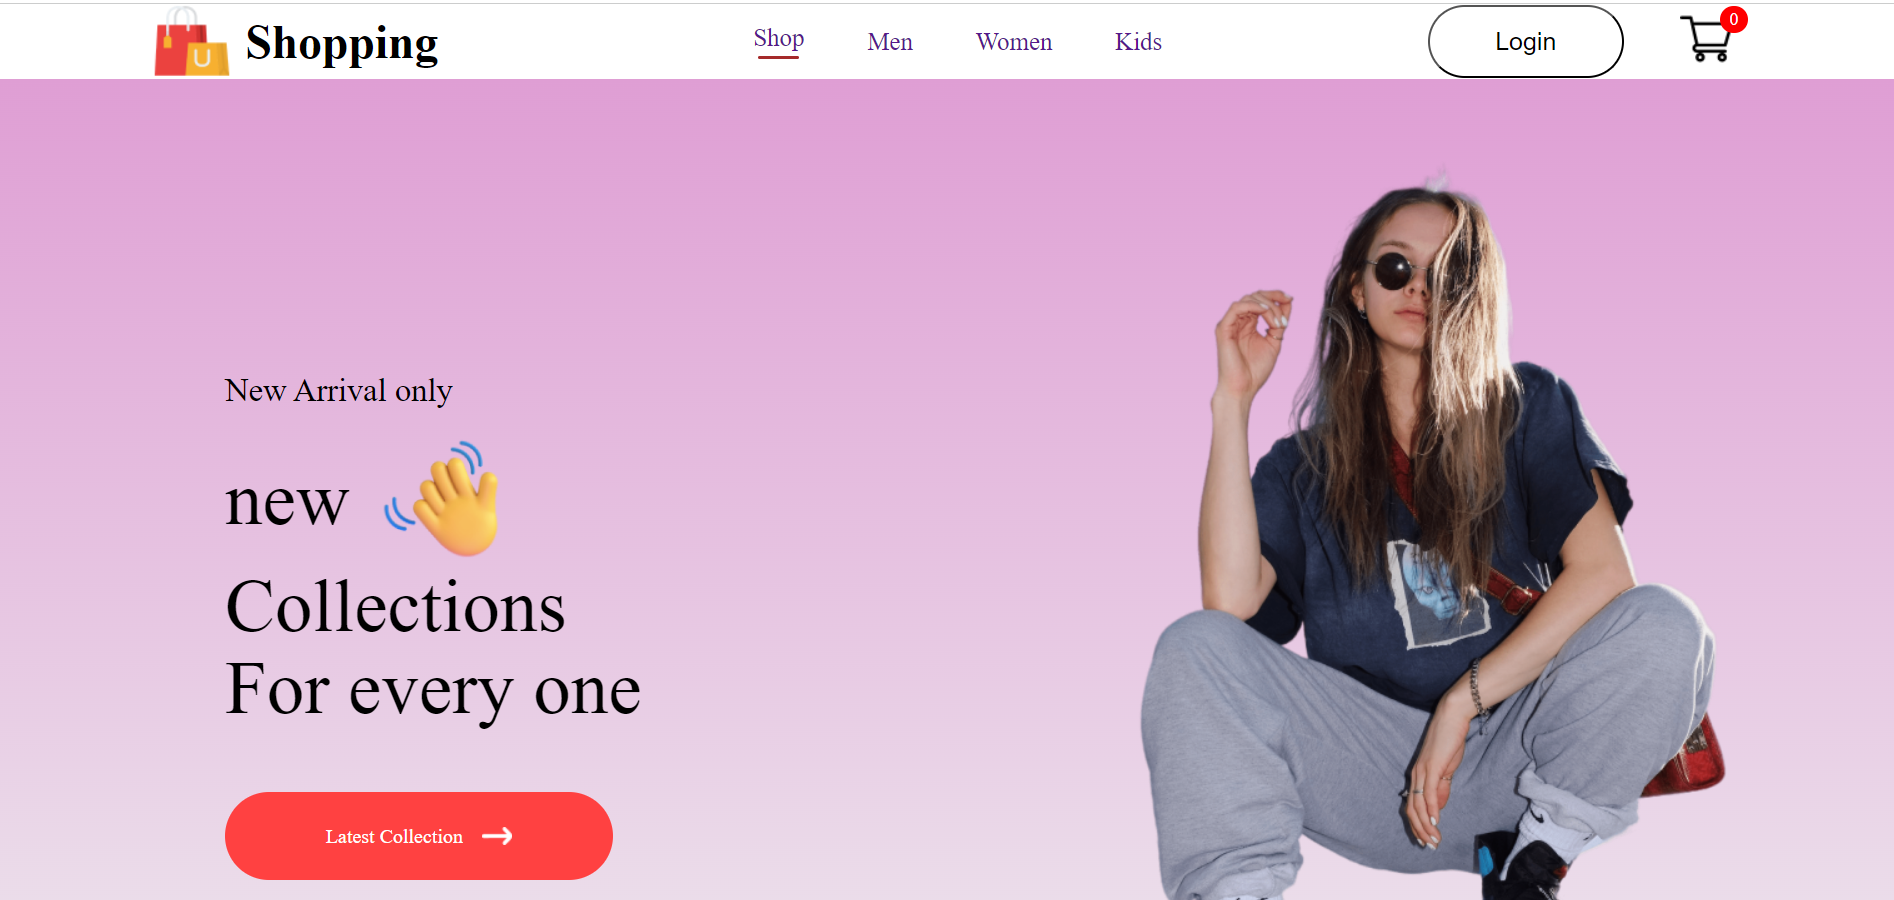 U
Shopping
Shop Men Women Kids
Login
0
New Arrival only
new
Collections
For every one
Latest Collection